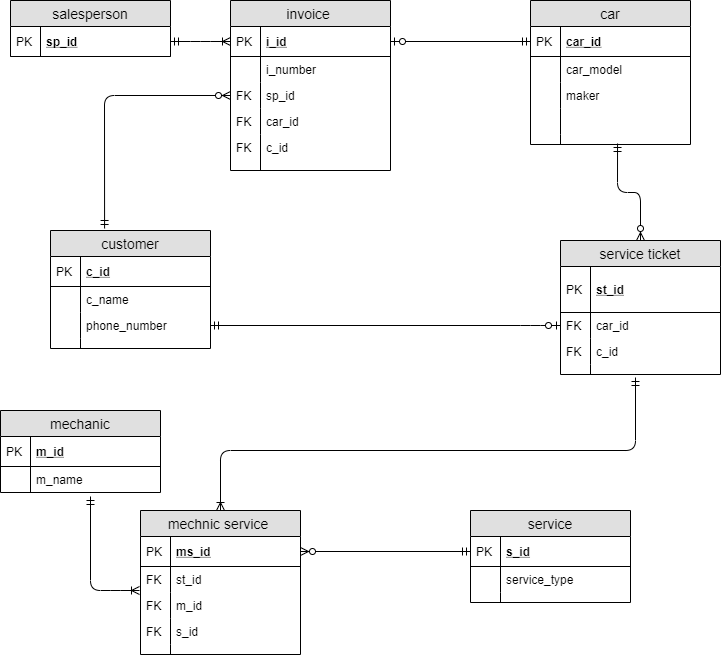 salesperson
PK sp_id
invoice
PK i_id
i_number
FK sp_id
FK car_id
FK c_id
car
PK car_id
car_model
maker
customer
PK c_id
c_name
phone_number
service ticket
PK st_id
FK car_id
FK c_id
mechanic
PK m_id
m_name
mechnic service
PK ms_id
FK st_id
FK m_id
FK s_id
service
PK s_id
service_type